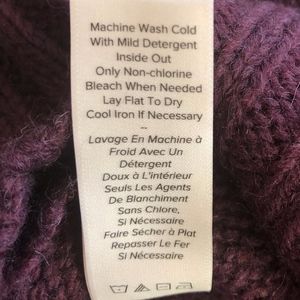 Machine Wash Cold
With Mild Detergent
Inside Out
Only Non-chlorine
Bleach When Needed
Lay Flat To Dry
Cool Iron If Necessary
--
Lavage En Machine à
Froid Avec Un
Détergent
Doux à L'intérieur
Seuls Les Agents
De Blanchiment
Sans Chlore,
Si Nécessaire
Faire Sécher à Plat
Repasser Le Fer
Si Nécessaire